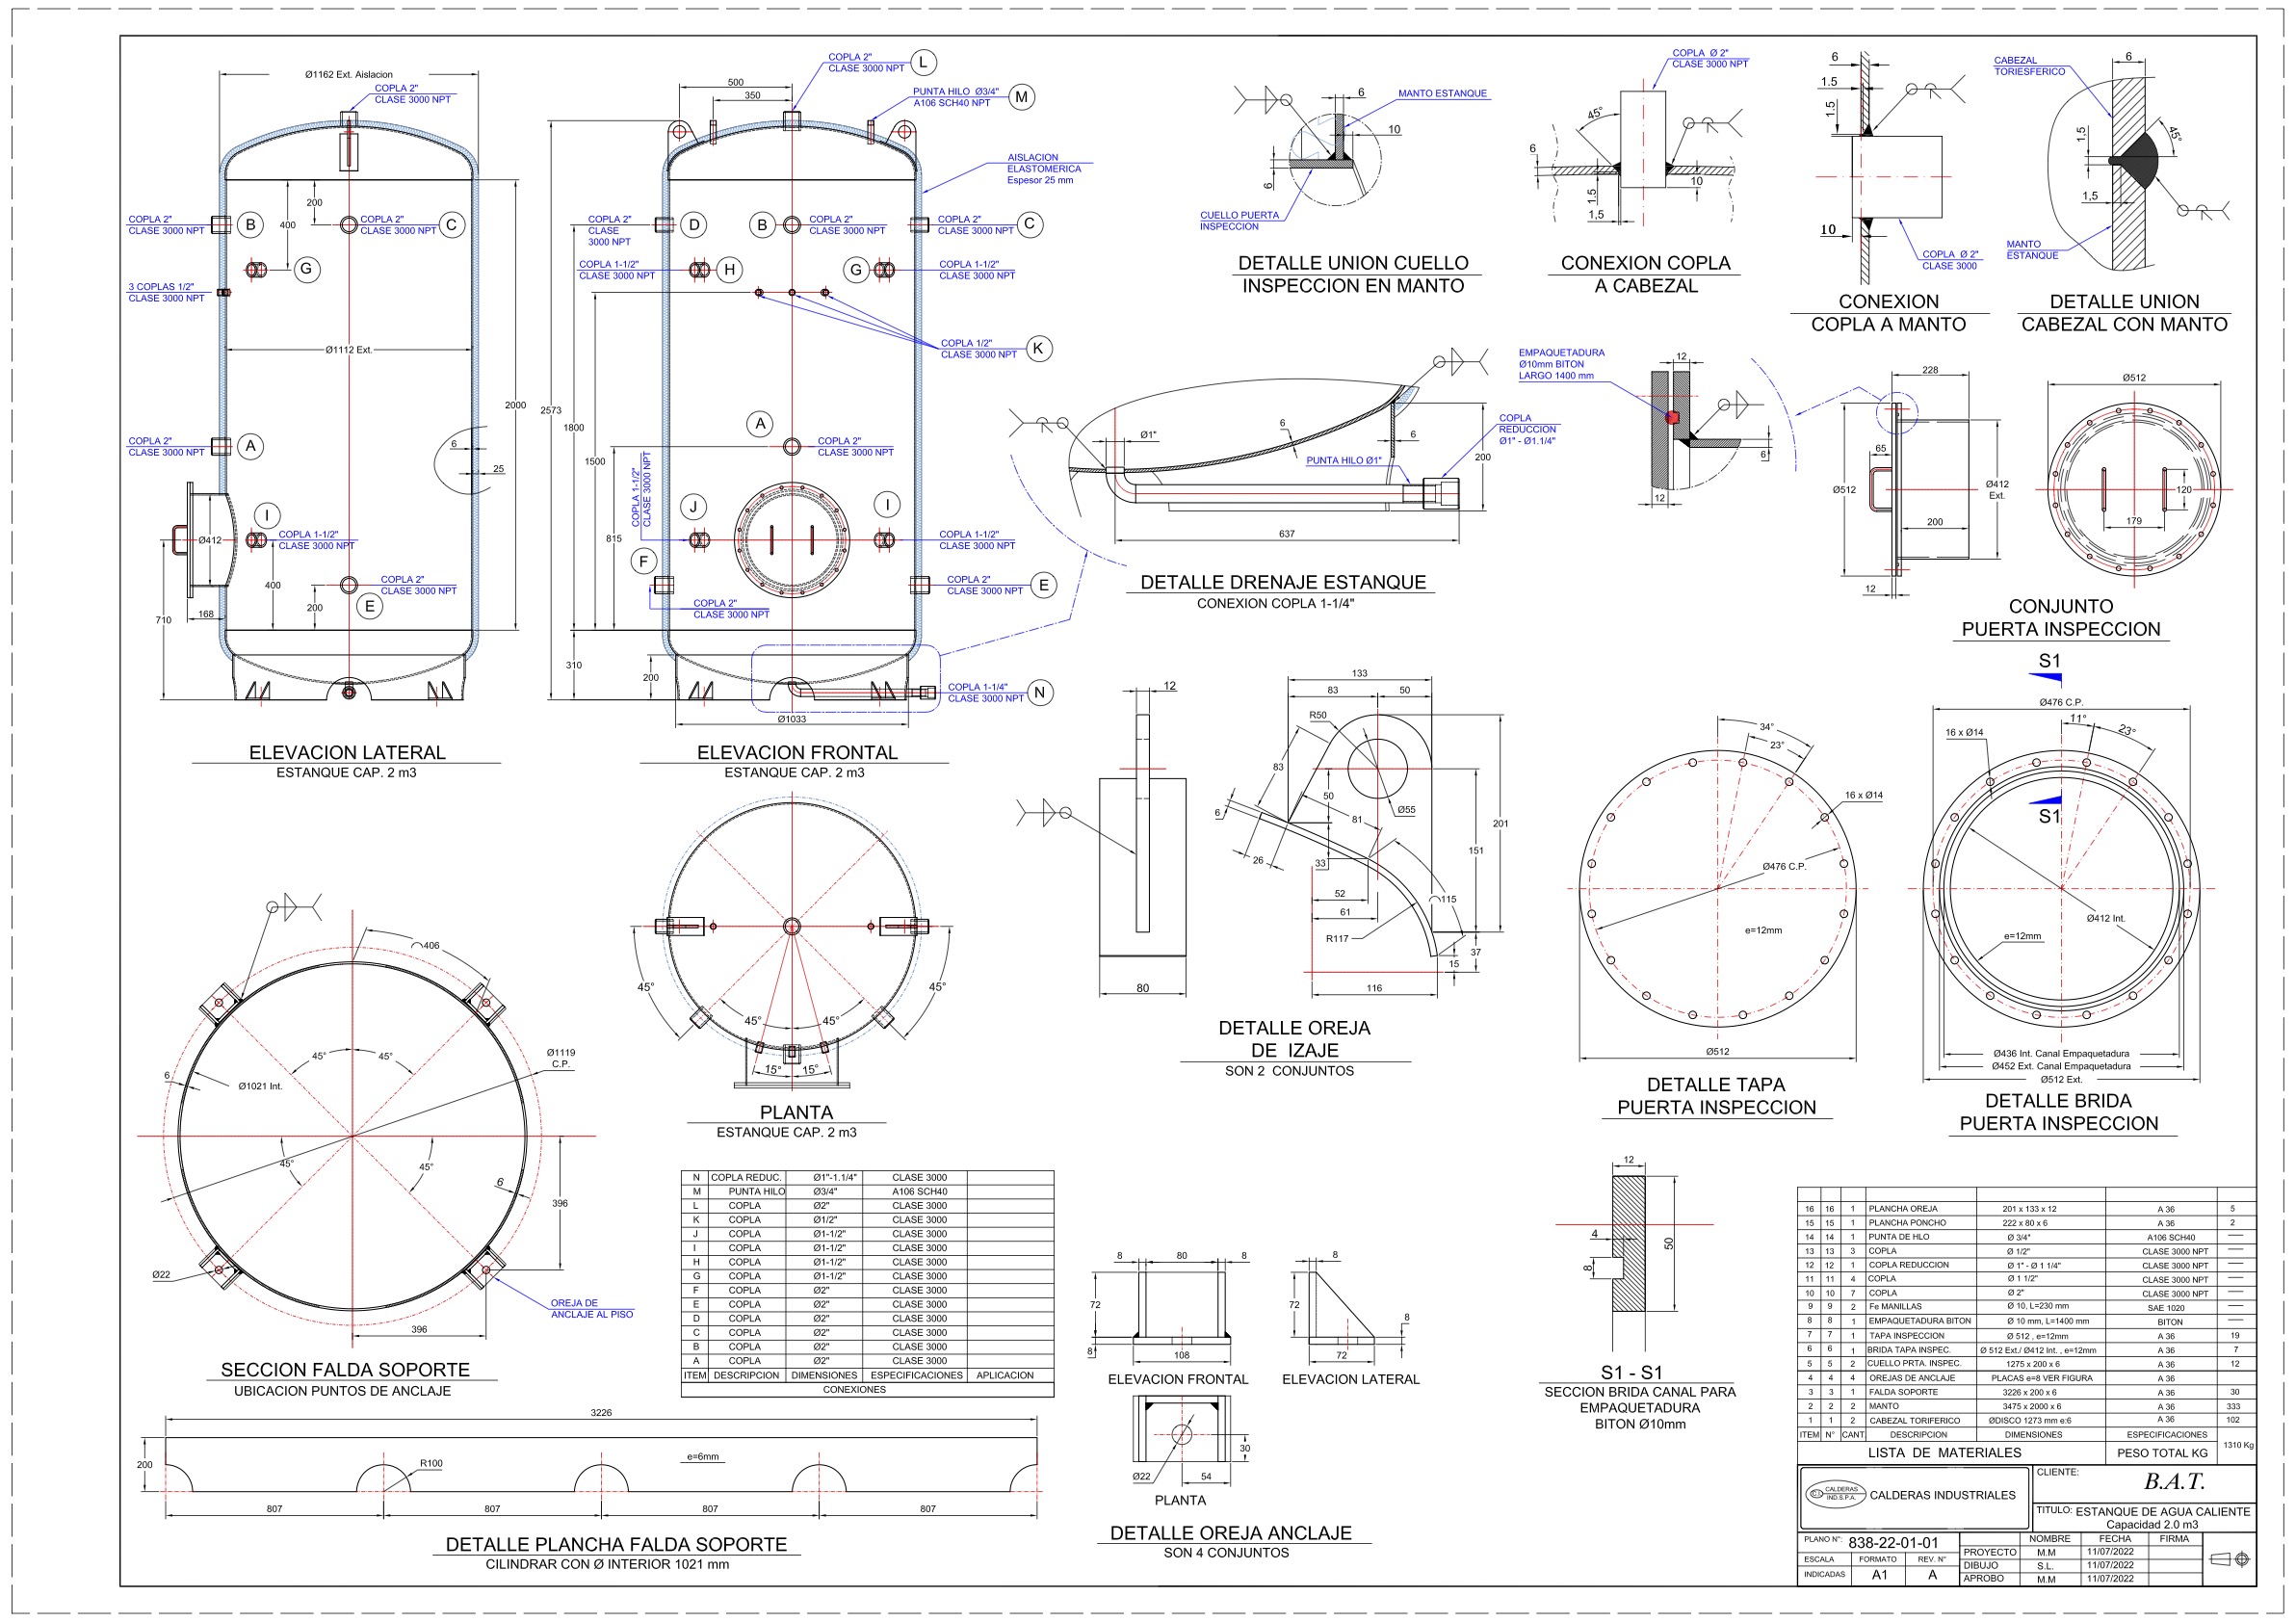 Ø1162 Ext. Aislacion
COPLA 2"
CLASE 3000 NPT
200
400
COPLA 2"
CLASE 3000 NPT
B
COPLA 2"
CLASE 3000 NPT
C
G
3 COPLAS 1/2"
CLASE 3000 NPT
Ø1112 Ext.
2000
COPLA 2"
CLASE 3000 NPT
A
6
25
I
Ø412
COPLA 1-1/2"
CLASE 3000 NPT
400
COPLA 2"
CLASE 3000 NPT
E
200
168
710
ELEVACION LATERAL
ESTANQUE CAP. 2 m3
500
350
COPLA 2"
CLASE 3000 NPT
L
PUNTA HILO Ø3/4"
A106 SCH40 NPT
M
AISLACION
ELASTOMERICA
Espesor 25 mm
COPLA 2"
CLASE
3000 NPT
D
B
COPLA 2"
CLASE 3000 NPT
COPLA 2"
CLASE 3000 NPT
C
COPLA 1-1/2"
CLASE 3000 NPT
H
G
COPLA 1-1/2"
CLASE 3000 NPT
COPLA 1/2"
CLASE 3000 NPT
K
2573
1800
1500
815
A
COPLA 2"
CLASE 3000 NPT
COPLA 1-1/2"
CLASE 3000 NPT
J
I
COPLA 1-1/2"
CLASE 3000 NPT
F
COPLA 2"
CLASE 3000 NPT
COPLA 2"
CLASE 3000 NPT
E
310
200
COPLA 1-1/4"
CLASE 3000 NPT
N
Ø1033
ELEVACION FRONTAL
ESTANQUE CAP. 2 m3
6
MANTO ESTANQUE
10
6
CUELLO PUERTA
INSPECCION
DETALLE UNION CUELLO
INSPECCION EN MANTO
COPLA Ø 2"
CLASE 3000 NPT
45°
6
10
1.5
1,5
CONEXION COPLA
A CABEZAL
6
1.5
1.5
10
COPLA Ø 2"
CLASE 3000
CONEXION
COPLA A MANTO
CABEZAL
TORIESFERICO
6
45°
1,5
1,5
MANTO
ESTANQUE
DETALLE UNION
CABEZAL CON MANTO
Ø1"
6
6
PUNTA HILO Ø1"
COPLA
REDUCCION
Ø1" - Ø1.1/4"
200
637
DETALLE DRENAJE ESTANQUE
CONEXION COPLA 1-1/4"
EMPAQUETADURA
Ø10mm BITON
LARGO 1400 mm
12
6
12
228
65
Ø512
Ø412
Ext.
200
12
Ø512
120
179
CONJUNTO
PUERTA INSPECCION
45°
45°
45°
45°
15°
15°
PLANTA
ESTANQUE CAP. 2 m3
12
80
133
83
50
R50
83
50
6
81
Ø55
26
33
52
61
115
R117
201
151
37
15
116
DETALLE OREJA
DE IZAJE
SON 2 CONJUNTOS
34°
23°
16 x Ø14
Ø476 C.P.
e=12mm
Ø512
DETALLE TAPA
PUERTA INSPECCION
S1
Ø476 C.P.
11°
23°
16 x Ø14
S1
Ø412 Int.
e=12mm
Ø436 Int. Canal Empaquetadura
Ø452 Ext. Canal Empaquetadura
Ø512 Ext.
DETALLE BRIDA
PUERTA INSPECCION
406
45°
45°
Ø1119
C.P.
6
Ø1021 Int.
45°
45°
6
396
Ø22
OREJA DE
ANCLAJE AL PISO
396
SECCION FALDA SOPORTE
UBICACION PUNTOS DE ANCLAJE
N COPLA REDUC. Ø1"-1.1/4" CLASE 3000
M PUNTA HILO Ø3/4" A106 SCH40
L COPLA Ø2" CLASE 3000
K COPLA Ø1/2" CLASE 3000
J COPLA Ø1-1/2" CLASE 3000
I COPLA Ø1-1/2" CLASE 3000
H COPLA Ø1-1/2" CLASE 3000
G COPLA Ø1-1/2" CLASE 3000
F COPLA Ø2" CLASE 3000
E COPLA Ø2" CLASE 3000
D COPLA Ø2" CLASE 3000
C COPLA Ø2" CLASE 3000
B COPLA Ø2" CLASE 3000
A COPLA Ø2" CLASE 3000
ITEM DESCRIPCION DIMENSIONES ESPECIFICACIONES APLICACION
CONEXIONES
3226
200
R100
e=6mm
807
807
807
807
DETALLE PLANCHA FALDA SOPORTE
CILINDRAR CON Ø INTERIOR 1021 mm
8
80
8
72
8
108
ELEVACION FRONTAL
8
72
8
72
ELEVACION LATERAL
30
Ø22
54
PLANTA
DETALLE OREJA ANCLAJE
SON 4 CONJUNTOS
12
4
8
50
S1 - S1
SECCION BRIDA CANAL PARA
EMPAQUETADURA
BITON Ø10mm
16 16 1 PLANCHA OREJA 201 x 133 x 12 A 36 5
15 15 1 PLANCHA PONCHO 222 x 80 x 6 A 36 2
14 14 1 PUNTA DE HLO Ø 3/4" A106 SCH40
13 13 3 COPLA Ø 1/2" CLASE 3000 NPT
12 12 1 COPLA REDUCCION Ø 1" - Ø 1 1/4" CLASE 3000 NPT
11 11 4 COPLA Ø 1 1/2" CLASE 3000 NPT
10 10 7 COPLA Ø 2" CLASE 3000 NPT
9 9 2 Fe MANILLAS Ø 10, L=230 mm SAE 1020
8 8 1 EMPAQUETADURA BITON Ø 10 mm, L=1400 mm BITON
7 7 1 TAPA INSPECCION Ø 512 , e=12mm A 36 19
6 6 1 BRIDA TAPA INSPEC. Ø 512 Ext./ Ø412 Int. , e=12mm A 36 7
5 5 2 CUELLO PRTA. INSPEC. 1275 x 200 x 6 A 36 12
4 4 4 OREJAS DE ANCLAJE PLACAS e=8 VER FIGURA A 36
3 3 1 FALDA SOPORTE 3226 x 200 x 6 A 36 30
2 2 2 MANTO 3475 x 2000 x 6 A 36 333
1 1 2 CABEZAL TORIFERICO ØDISCO 1273 mm e:6 A 36 102
ITEM N° CANT DESCRIPCION DIMENSIONES ESPECIFICACIONES
LISTA DE MATERIALES PESO TOTAL KG 1310 Kg
CALDERAS
IND.S.P.A.
CALDERAS INDUSTRIALES
CLIENTE:
B.A.T.
TITULO: ESTANQUE DE AGUA CALIENTE
Capacidad 2.0 m3
PLANO N°: 838-22-01-01
NOMBRE FECHA FIRMA
PROYECTO M.M 11/07/2022
DIBUJO S.L. 11/07/2022
APROBO M.M 11/07/2022
ESCALA FORMATO REV. N°
INDICADAS A1 A